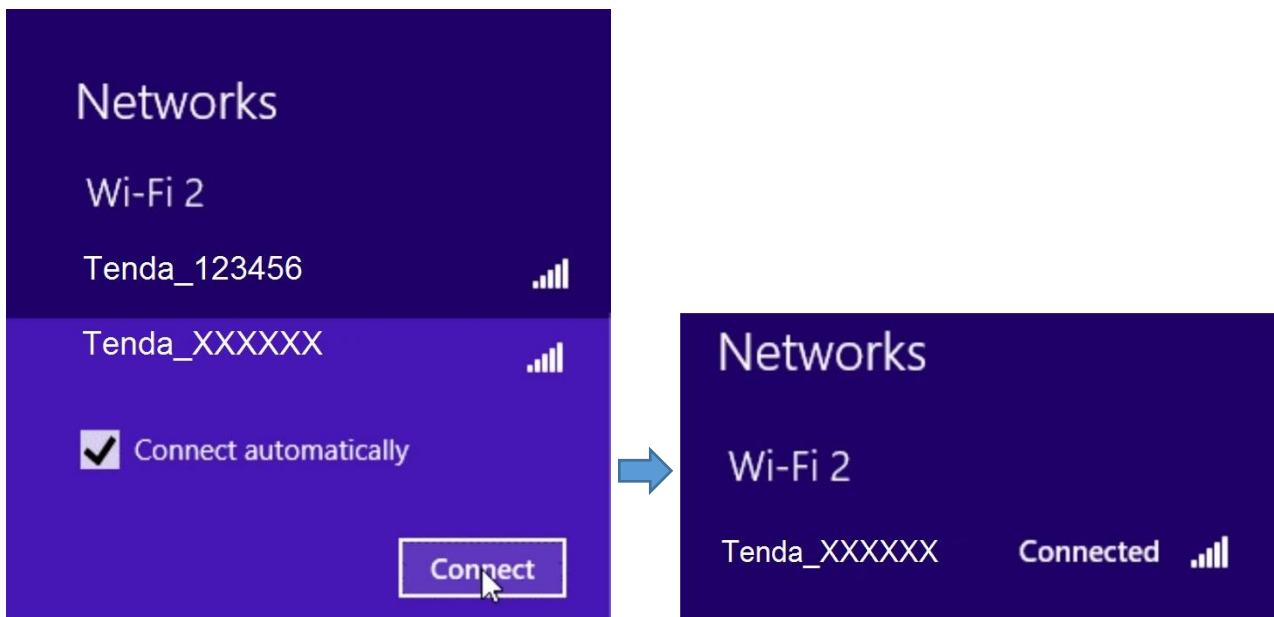 Networks
Wi-Fi 2
Tenda_123456
Tenda_XXXXXX
Connect automatically
Connect
Networks
Wi-Fi 2
Tenda_XXXXXX Connected